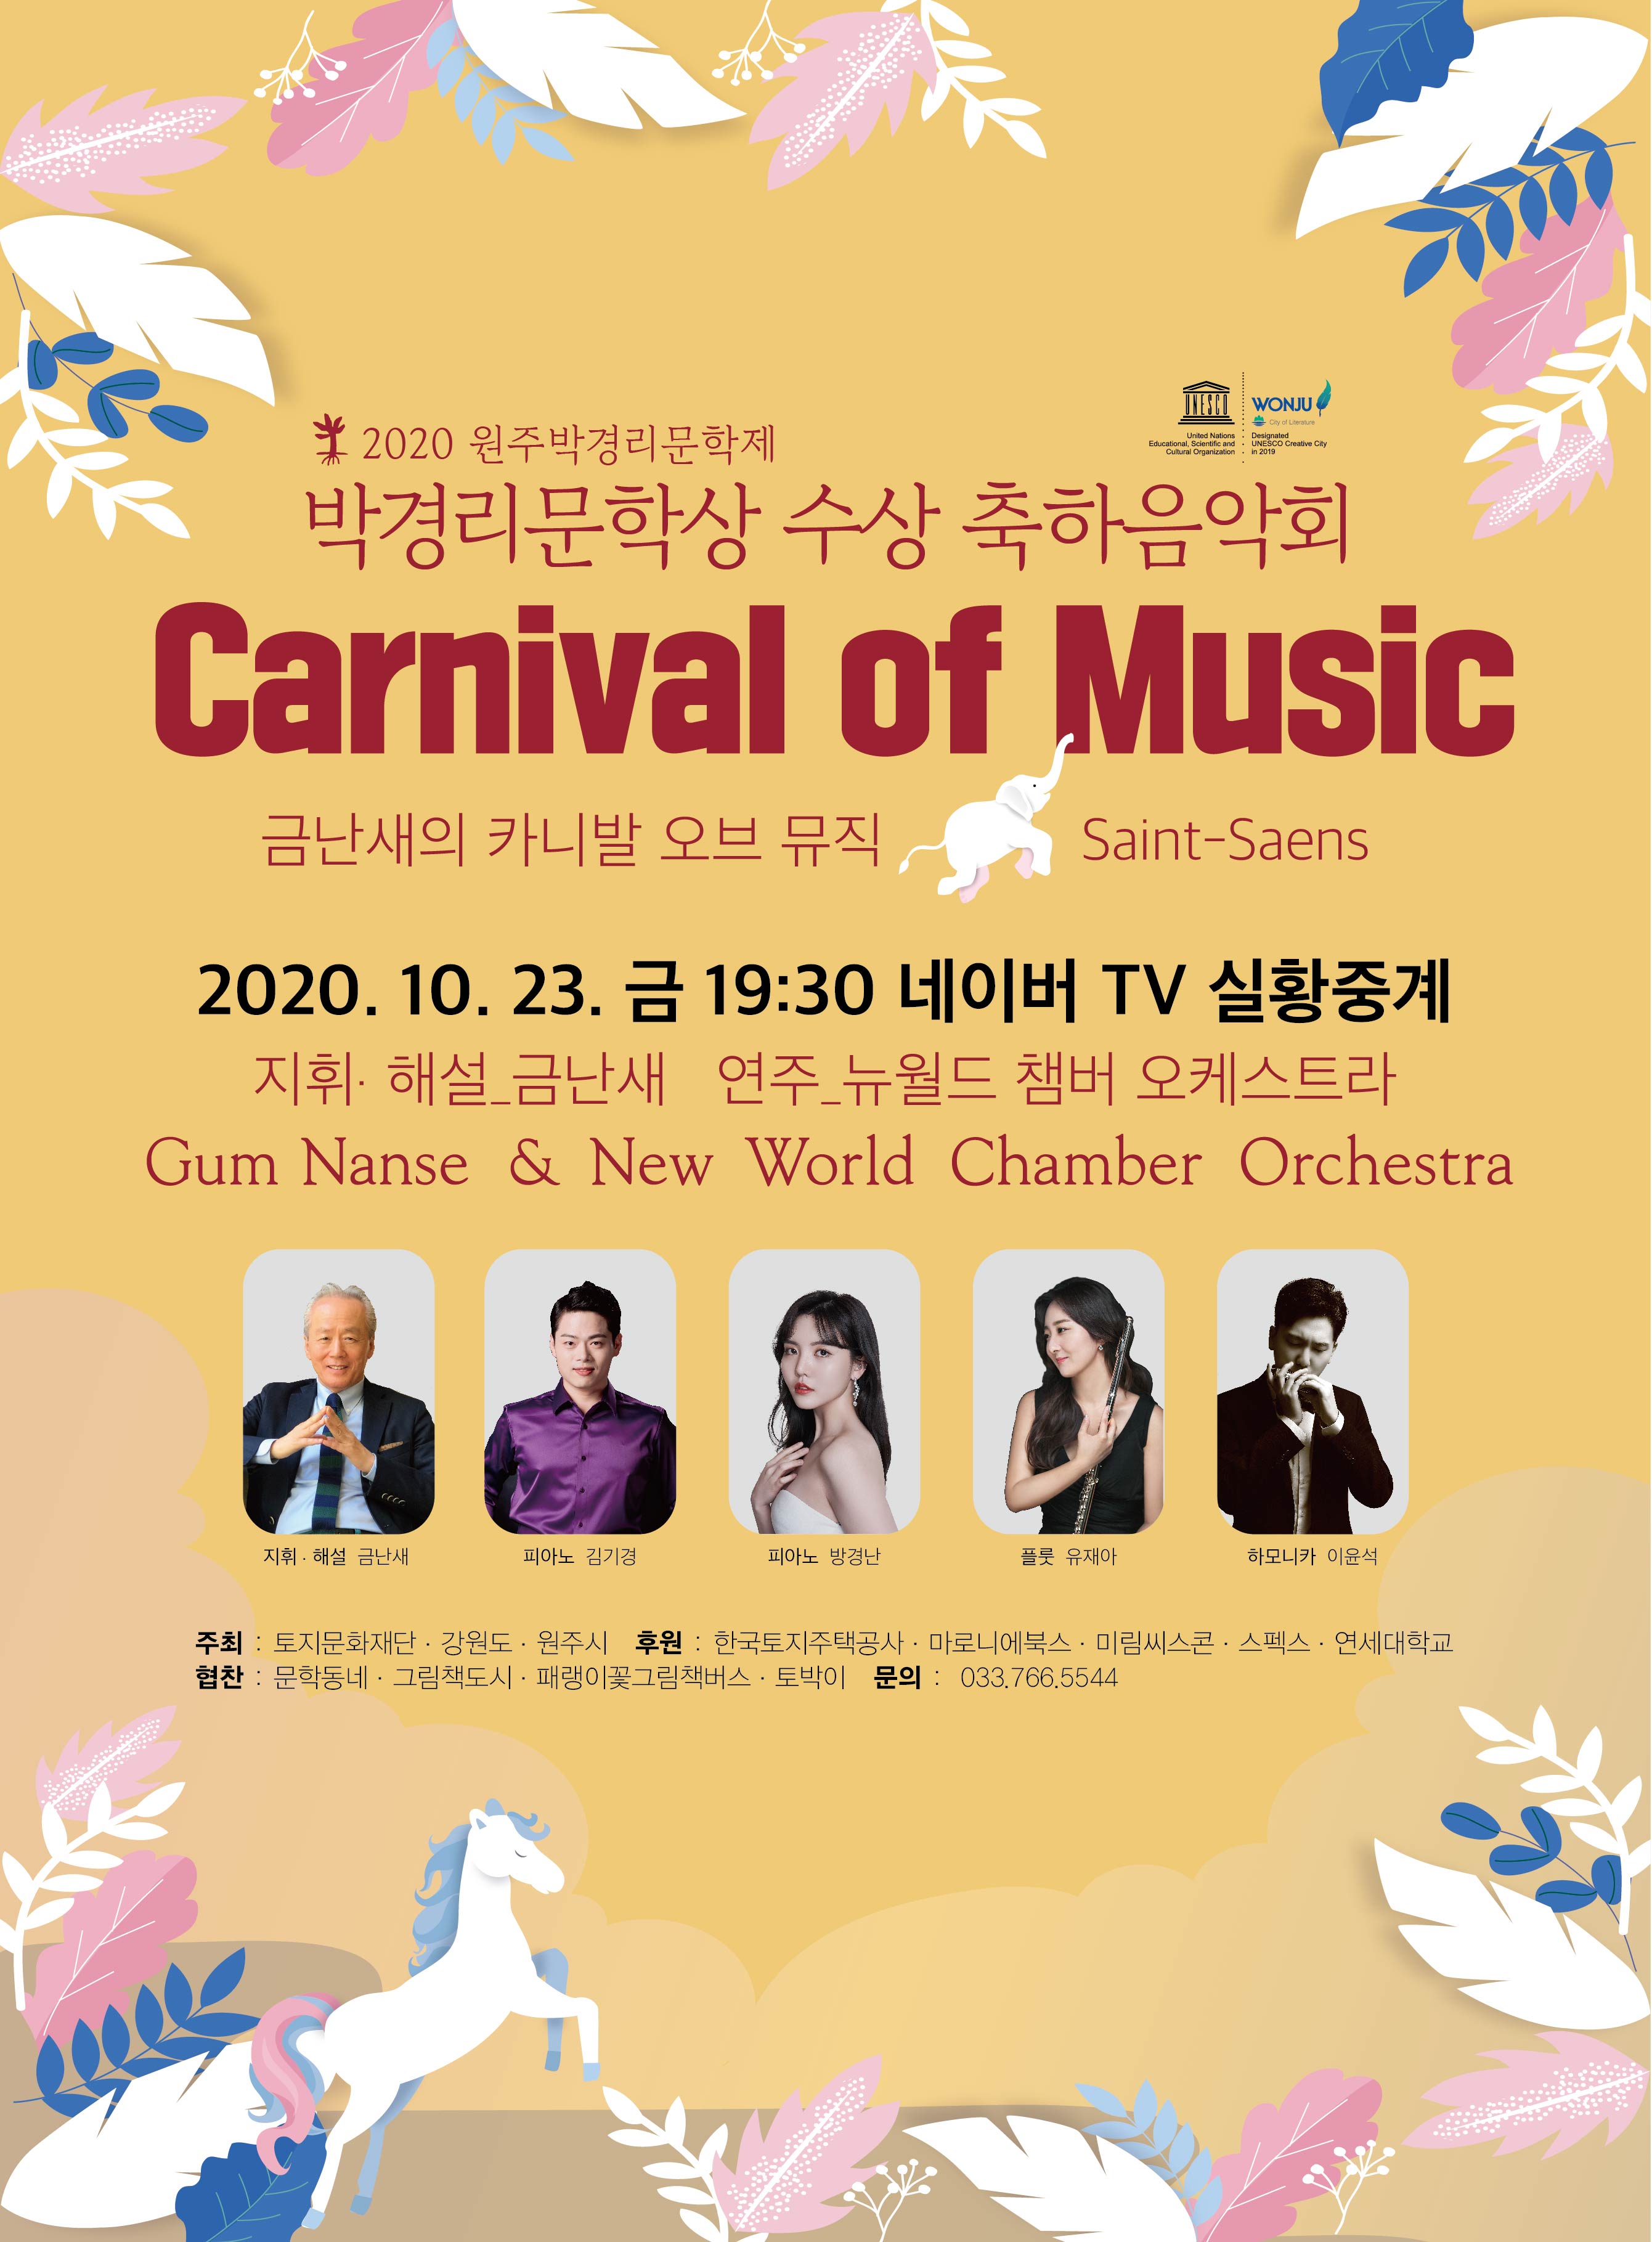 2020 원주박경리문학제
UNESCO
United Nations
Educational, Scientific and
Cultural Organization
WONJU
City of Literature
Designated
UNESCO Creative City
in 2019
박경리문학상 수상 축하음악회
Carnival of Music
금난새의 카니발 오브 뮤직 Saint-Saens
2020. 10. 23. 금 19:30 네이버 TV 실황중계
지휘· 해설_금난새 연주_뉴월드 챔버 오케스트라
Gum Nanse & New World Chamber Orchestra
지휘 · 해설 금난새
피아노 김기경
피아노 방경난
플룻 유재아
하모니카 이윤석
주최 : 토지문화재단 · 강원도 · 원주시 후원 : 한국토지주택공사 · 마로니에북스 · 미림씨스콘 · 스펙스 · 연세대학교
협찬 : 문학동네 · 그림책도시 · 패랭이꽃그림책버스 · 토박이 문의 : 033.766.5544